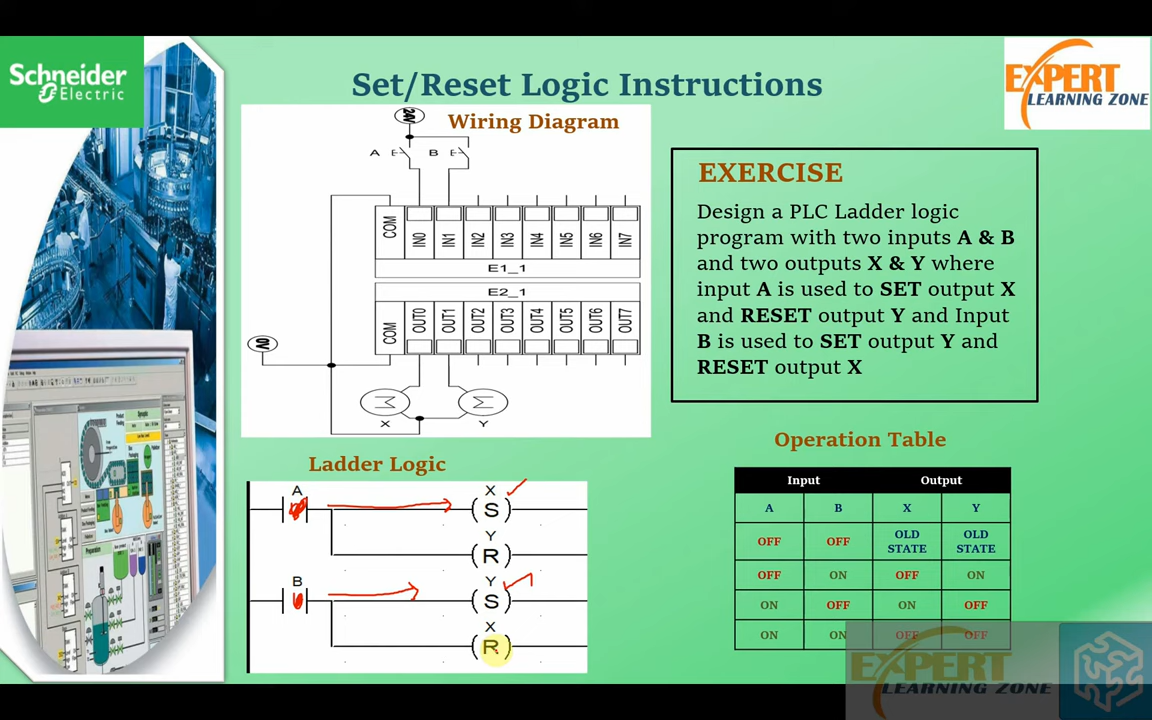 Schneider
Electric
Set/Reset Logic Instructions
EXPERT
LEARNING ZONE
Wiring Diagram
24V
A
B
COM
IN0
IN1
IN2
IN3
IN4
IN5
IN6
IN7
E1_1
E2_1
COM
OUT0
OUT1
OUT2
OUT3
OUT4
OUT5
OUT6
OUT7
0V
X
Y
EXERCISE
Design a PLC Ladder logic
program with two inputs A & B
and two outputs X & Y where
input A is used to SET output X
and RESET output Y and Input
B is used to SET output Y and
RESET output X
Ladder Logic
A
X
S
Y
R
B
Y
S
X
R
Operation Table
Input Output
A B X Y
OFF OFF OLD STATE OLD STATE
OFF ON OFF ON
ON OFF ON OFF
ON ON OFF OFF
EXPERT
LEARNING ZONE